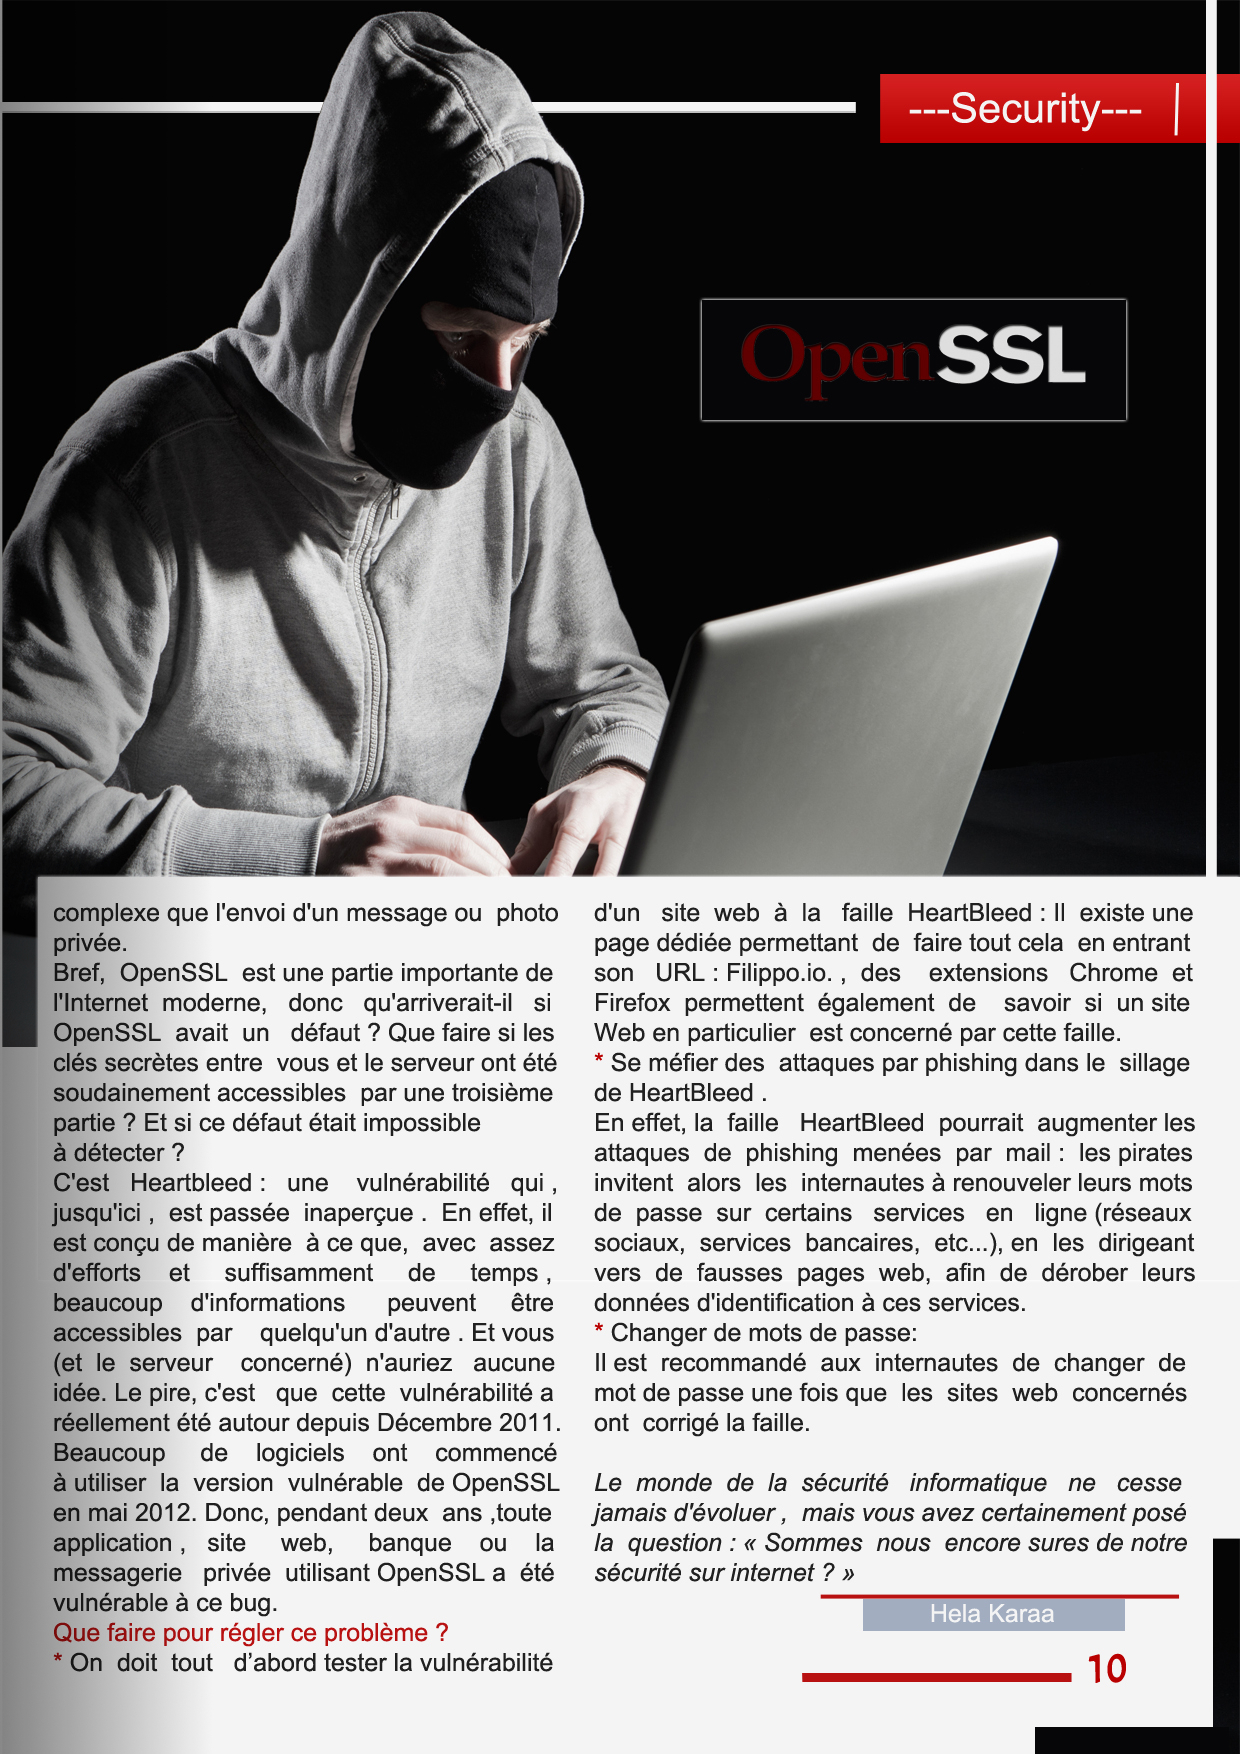 ---Security---
OpenSSL
complexe que l'envoi d'un message ou photo
privée.
Bref, OpenSSL est une partie importante de
l'Internet moderne, donc qu'arriverait-il si
OpenSSL avait un défaut ? Que faire si les
clés secrètes entre vous et le serveur ont été
soudainement accessibles par une troisième
partie ? Et si ce défaut était impossible
à détecter ?
C'est Heartbleed : une vulnérabilité qui ,
jusqu'ici , est passée inaperçue . En effet, il
est conçu de manière à ce que, avec assez
d'efforts et suffisamment de temps ,
beaucoup d'informations peuvent être
accessibles par quelqu'un d'autre . Et vous
(et le serveur concerné) n'auriez aucune
idée. Le pire, c'est que cette vulnérabilité a
réellement été autour depuis Décembre 2011.
Beaucoup de logiciels ont commencé
à utiliser la version vulnérable de OpenSSL
en mai 2012. Donc, pendant deux ans ,toute
application , site web, banque ou la
messagerie privée utilisant OpenSSL a été
vulnérable à ce bug.
Que faire pour régler ce problème ?
* On doit tout d’abord tester la vulnérabilité
d'un site web à la faille HeartBleed : Il existe une
page dédiée permettant de faire tout cela en entrant
son URL : Filippo.io. , des extensions Chrome et
Firefox permettent également de savoir si un site
Web en particulier est concerné par cette faille.
* Se méfier des attaques par phishing dans le sillage
de HeartBleed .
En effet, la faille HeartBleed pourrait augmenter les
attaques de phishing menées par mail : les pirates
invitent alors les internautes à renouveler leurs mots
de passe sur certains services en ligne (réseaux
sociaux, services bancaires, etc...), en les dirigeant
vers de fausses pages web, afin de dérober leurs
données d'identification à ces services.
* Changer de mots de passe:
Il est recommandé aux internautes de changer de
mot de passe une fois que les sites web concernés
ont corrigé la faille.
Le monde de la sécurité informatique ne cesse
jamais d'évoluer , mais vous avez certainement posé
la question : « Sommes nous encore sures de notre
sécurité sur internet ? »
Hela Karaa
10